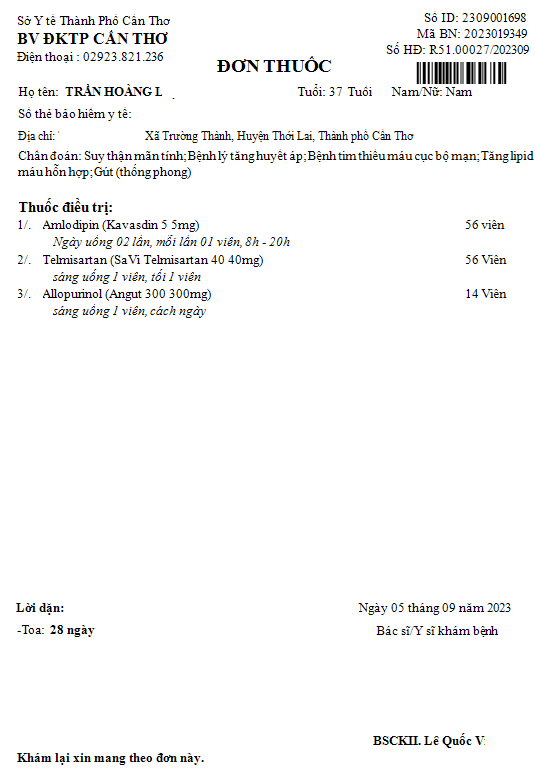 Sở Y tế Thành Phố Cần Thơ
BV ĐKTP CẦN THƠ
Điện thoại : 02923.821.236
Số ID: 2309001698
Mã BN: 2023019349
Số HĐ: R51.00027/202309
ĐƠN THUỐC
Họ tên: TRẦN HOÀNG L
Tuổi: 37 Tuổi
Nam/Nữ: Nam
Số thẻ bảo hiểm y tế:
Địa chỉ: Xã Trường Thành, Huyện Thới Lai, Thành phố Cần Thơ
Chẩn đoán: Suy thận mãn tính; Bệnh lý tăng huyết áp; Bệnh tim thiếu máu cục bộ mạn; Tăng lipid
máu hỗn hợp; Gút (thống phong)
Thuốc điều trị:
1/. Amlodipin (Kavasdin 5 5mg) 56 viên
Ngày uống 02 lần, mỗi lần 01 viên, 8h - 20h
2/. Telmisartan (SaVi Telmisartan 40 40mg) 56 Viên
sáng uống 1 viên, tối 1 viên
3/. Allopurinol (Angut 300 300mg) 14 Viên
sáng uống 1 viên, cách ngày
Lời dặn:
-Toa: 28 ngày
Ngày 05 tháng 09 năm 2023
Bác sĩ/Y sĩ khám bệnh
BSCKII. Lê Quốc V
Khám lại xin mang theo đơn này.